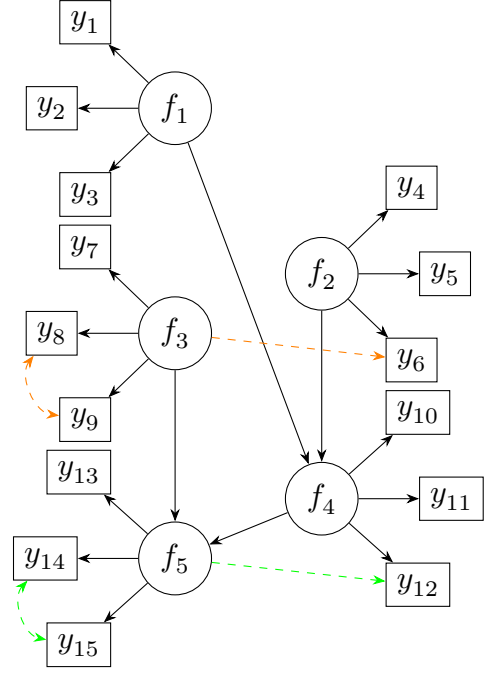 y₁
y₂
f₁
y₃
y₄
y₇
f₂
y₅
y₈
f₃
y₆
y₉
y₁₀
y₁₃
f₄
y₁₁
y₁₄
f₅
y₁₂
y₁₅